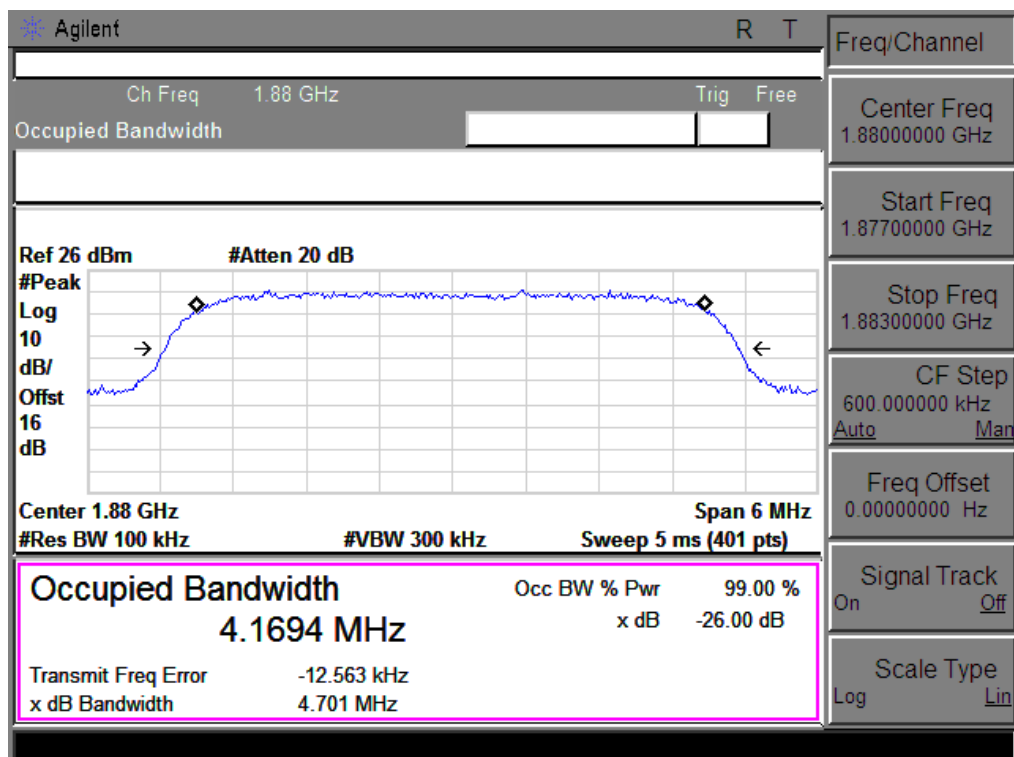 Agilent R T
Ch Freq 1.88 GHz Trig Free
Occupied Bandwidth
Ref 26 dBm #Atten 20 dB
#Peak
Log
10
dB/
Offst
16
dB
Center 1.88 GHz Span 6 MHz
#Res BW 100 kHz #VBW 300 kHz Sweep 5 ms (401 pts)
Occupied Bandwidth Occ BW % Pwr 99.00 %
4.1694 MHz x dB -26.00 dB
Transmit Freq Error -12.563 kHz
x dB Bandwidth 4.701 MHz
Freq/Channel
Center Freq
1.88000000 GHz
Start Freq
1.87700000 GHz
Stop Freq
1.88300000 GHz
CF Step
600.000000 kHz
Auto Man
Freq Offset
0.00000000 Hz
Signal Track
On Off
Scale Type
Log Lin